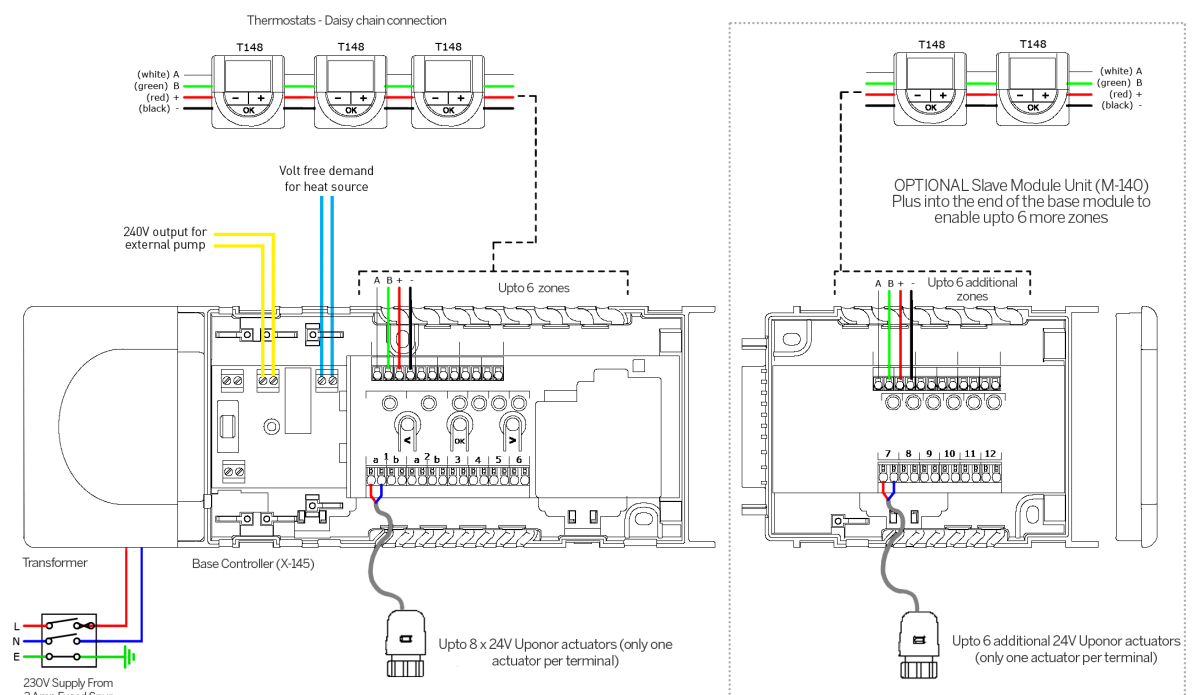 Thermostats - Daisy chain connection
T148
T148
T148
(white) A
(green) B
(red) +
(black) -
- +
OK
- +
OK
- +
OK
T148
T148
(white) A
(green) B
(red) +
(black) -
- +
OK
- +
OK
Volt free demand
for heat source
240V output for
external pump
OPTIONAL Slave Module Unit (M-140)
Plus into the end of the base module to
enable upto 6 more zones
A B + -
Upto 6 zones
A B + -
Upto 6 additional
zones
< OK >
1 2
a b a b 3 4 5 6
7 8 9 10 11 12
Transformer
Base Controller (X-145)
L
N
E
230V Supply From
Upto 8 x 24V Uponor actuators (only one
actuator per terminal)
Upto 6 additional 24V Uponor actuators
(only one actuator per terminal)